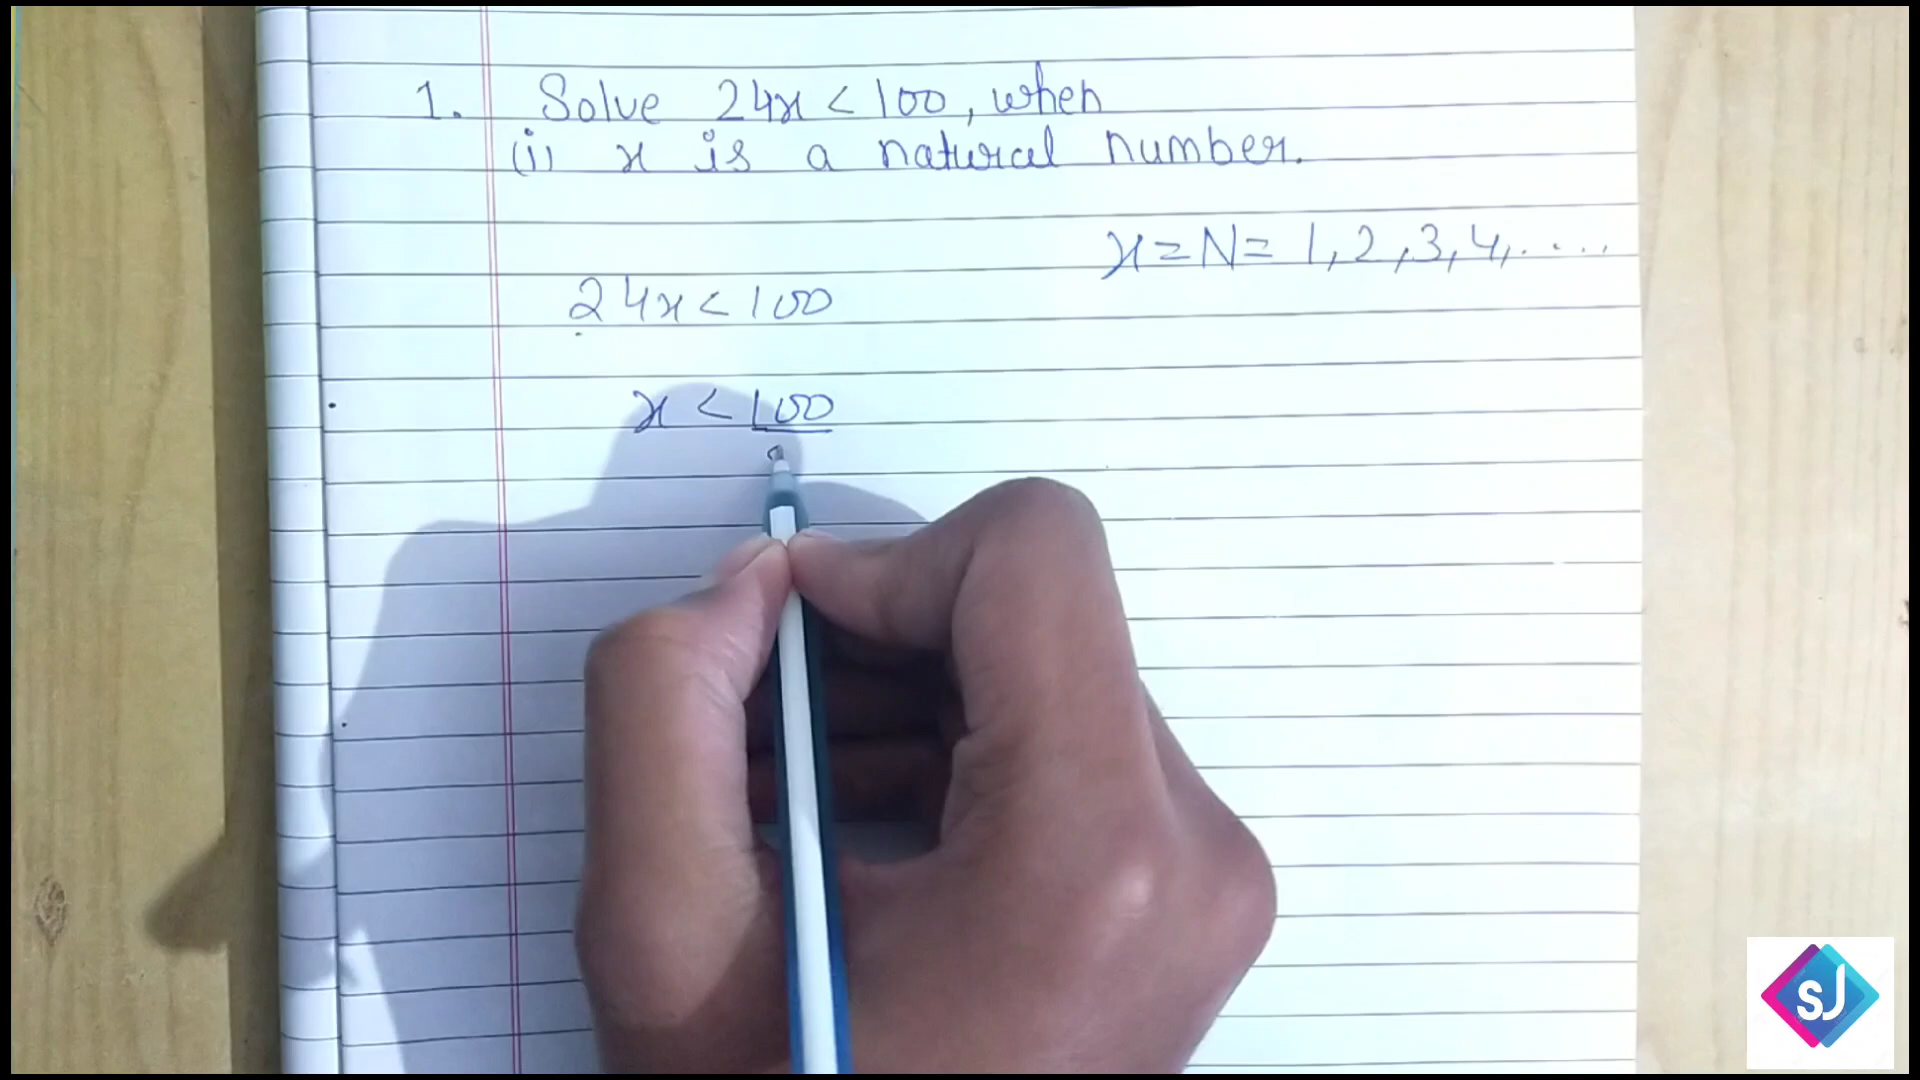 1. Solve 24x < 100, when
(i) x is a natural number.
x = N = 1, 2, 3, 4, .....
24x < 100
x < 100
SJ